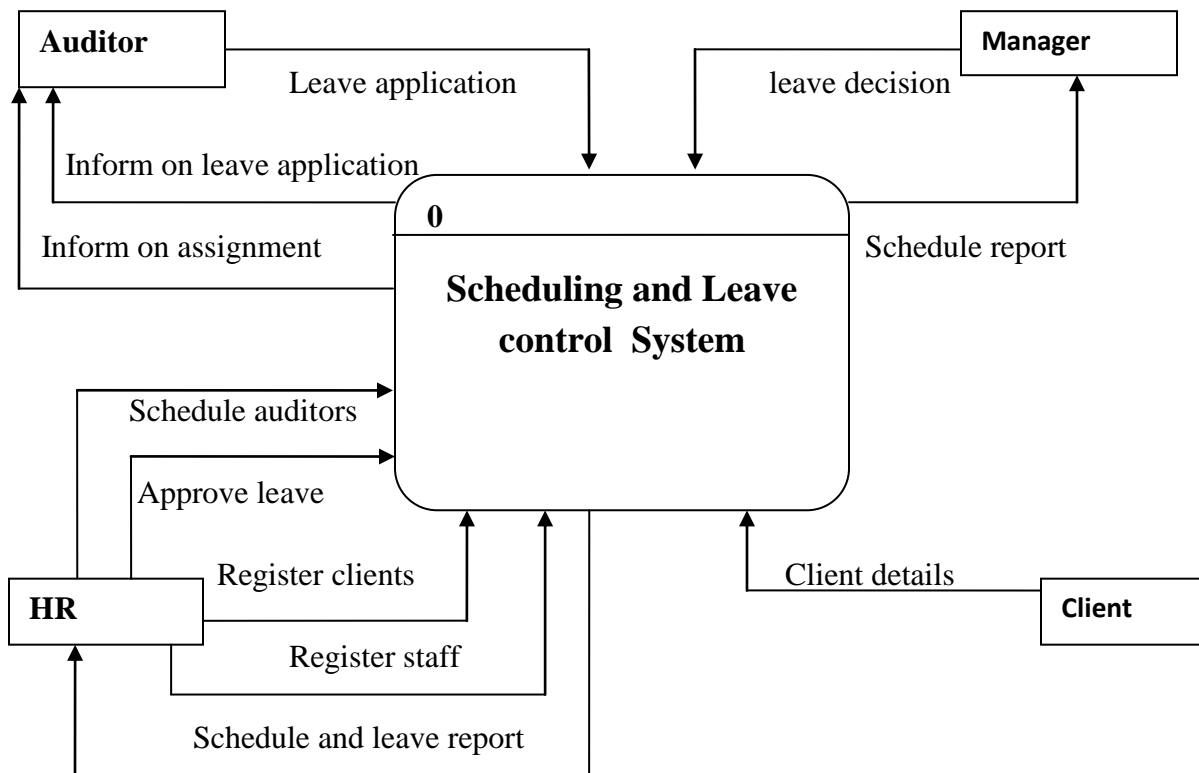 Auditor
Manager
Leave application
leave decision
Inform on leave application
0
Inform on assignment
Schedule report
Scheduling and Leave
control System
Schedule auditors
Approve leave
Register clients
Client details
HR
Client
Register staff
Schedule and leave report